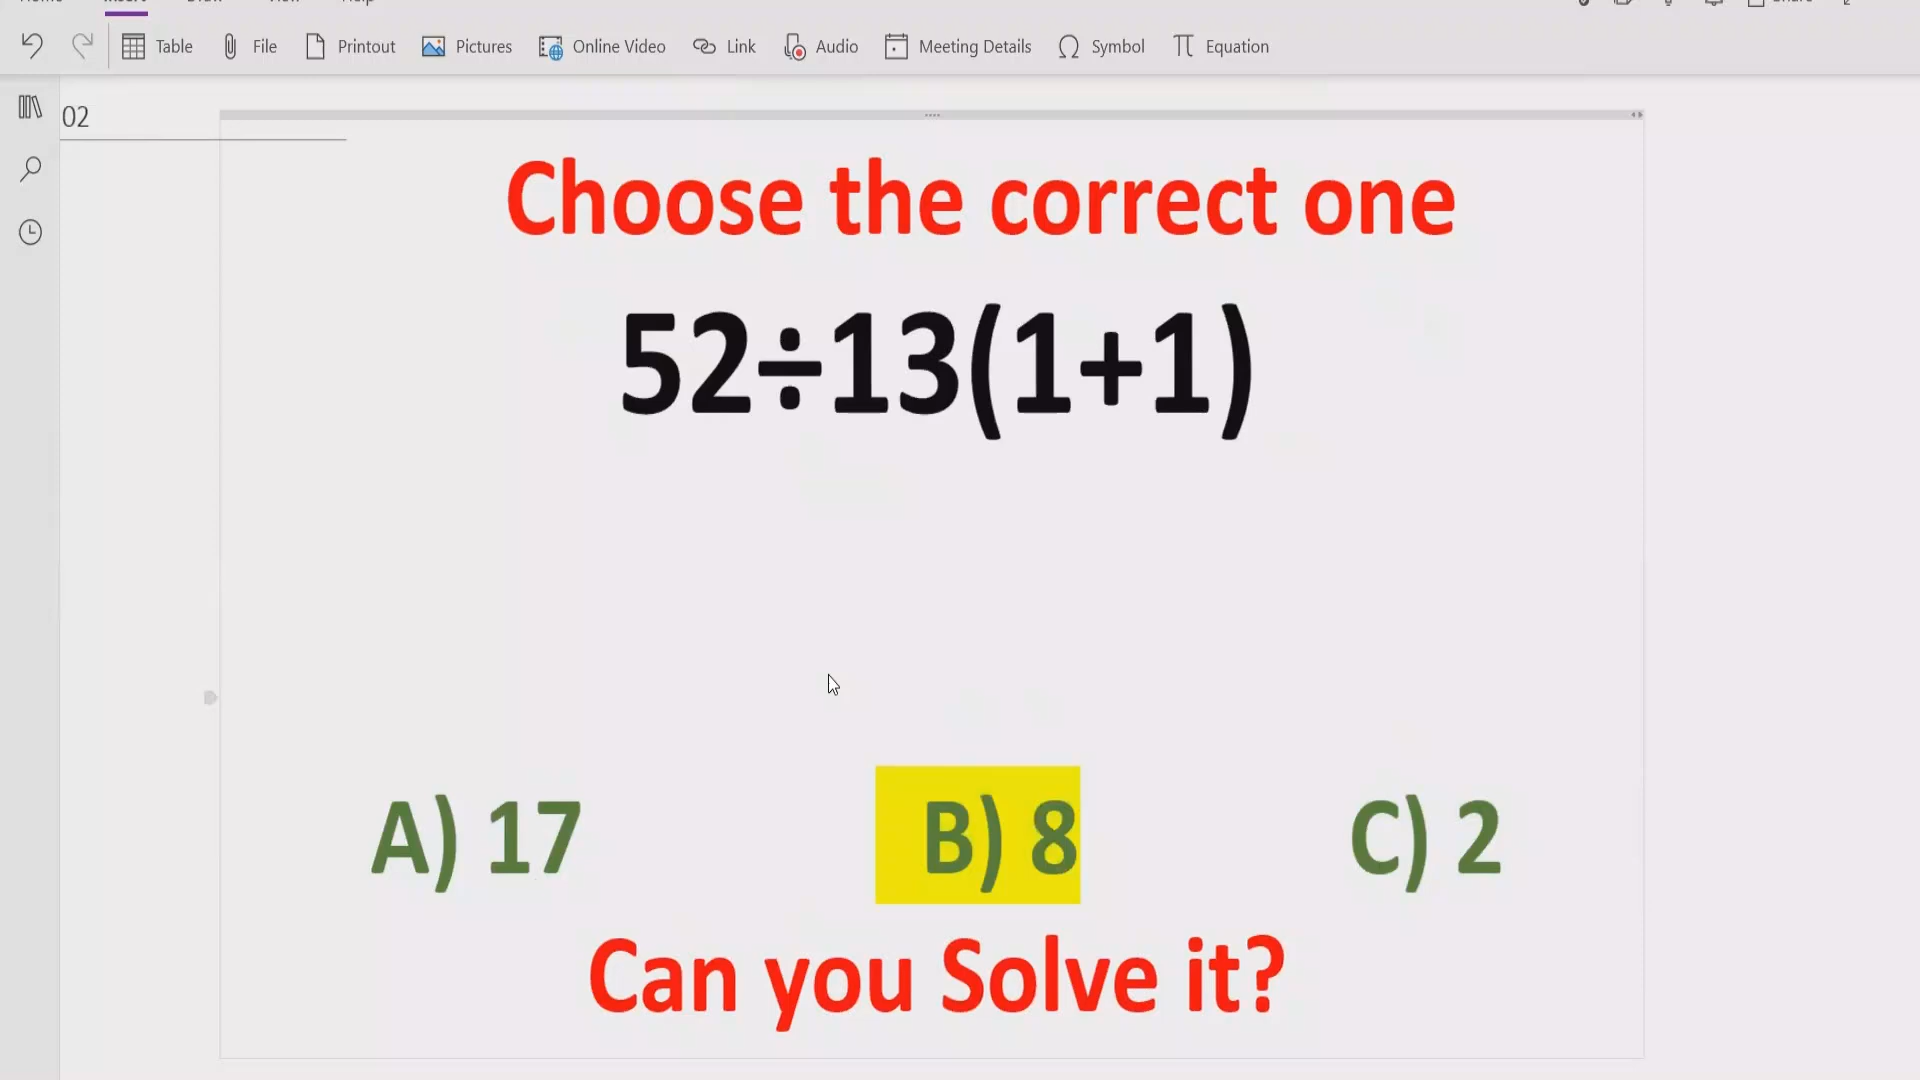 Table File Printout Pictures Online Video Link Audio Meeting Details Symbol Equation
02
Choose the correct one
52÷13(1+1)
A) 17 B) 8 C) 2
Can you Solve it?